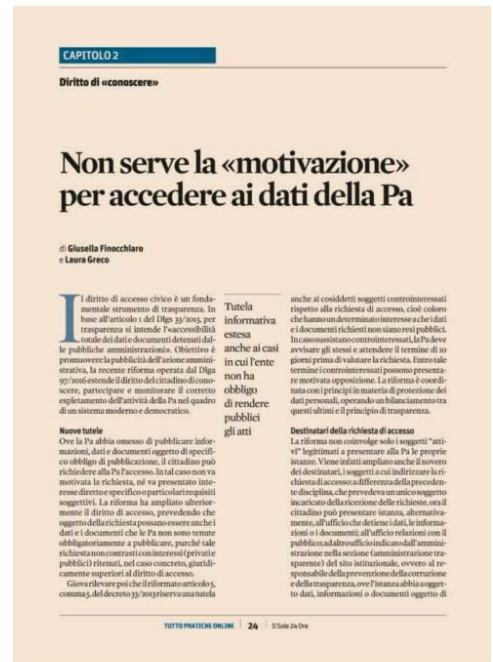 CAPITOLO 2
Diritto di «conoscere»
Non serve la «motivazione»
per accedere ai dati della Pa
di Giusella Finocchiaro
e Laura Greco
Il diritto di accesso civico è un fonda-
mentale strumento di trasparenza. In
base all'articolo 1 del Dlgs 33/2013, per
trasparenza si intende l'«accessibilità
totale dei dati e documenti detenuti dal-
le pubbliche amministrazioni». Obiettivo è
promuovere la pubblicità dell'azione ammini-
strativa, la recente riforma operata dal Dlgs
97/2016 estende il diritto del cittadino di cono-
scere, partecipare e monitorare il corretto
espletamento dell'attività della Pa nel quadro
di un sistema moderno e democratico.
Nuove tutele
Ove la Pa abbia omesso di pubblicare infor-
mazioni, dati e documenti oggetto di specifi-
co obbligo di pubblicazione, il cittadino può
richiedere alla Pa l'accesso. In tal caso non va
motivata la richiesta, né va presentato inte-
resse diretto e specifico o particolari requisiti
soggettivi. La riforma ha ampliato ulterior-
mente il diritto di accesso, prevedendo che
oggetto della richiesta possano essere anche i
dati e i documenti che le Pa non sono tenute
obbligatoriamente a pubblicare, purché tale
richiesta non contrasti con interessi (privati e
pubblici) ritenuti, nel caso concreto, giuridi-
camente superiori al diritto di accesso.
Giova rilevare poi che il riformato articolo 5,
comma 5, del decreto 33/2013 riserva una tutela
Tutela
informativa
estesa
anche ai casi
in cui l'ente
non ha
obbligo
di rendere
pubblici
gli atti
anche ai cosiddetti soggetti controinteressati
rispetto alla richiesta di accesso, cioè coloro
che hanno un determinato interesse a che i dati
e i documenti richiesti non siano resi pubblici.
In caso sussistano controinteressati, la Pa deve
avvisare gli stessi e attendere il termine di 10
giorni prima di valutare la richiesta. Entro tale
termine i controinteressati possono presenta-
re motivata opposizione. La riforma è coordi-
nata con i principi in materia di protezione dei
dati personali, operando un bilanciamento tra
questi ultimi e il principio di trasparenza.
Destinatari della richiesta di accesso
La riforma non coinvolge solo i soggetti "atti-
vi" legittimati a presentare alla Pa le proprie
istanze. Viene infatti ampliato anche il novero
dei destinatari, i soggetti a cui indirizzare la ri-
chiesta di accesso: a differenza della preceden-
te disciplina, che prevedeva un unico soggetto
incaricato della ricezione delle richieste, ora il
cittadino può presentare istanza, alternativa-
mente, all'ufficio che detiene i dati, le informa-
zioni o i documenti; all'ufficio relazioni con il
pubblico; ad altro ufficio indicato dall'ammini-
strazione nella sezione (amministrazione tra-
sparente) del sito istituzionale, ovvero al re-
sponsabile della prevenzione della corruzione
e della trasparenza, ove l'istanza abbia a ogget-
to dati, informazioni o documenti oggetto di
TUTTO PRATICHE ONLINE | 24 | Il Sole 24 Ore